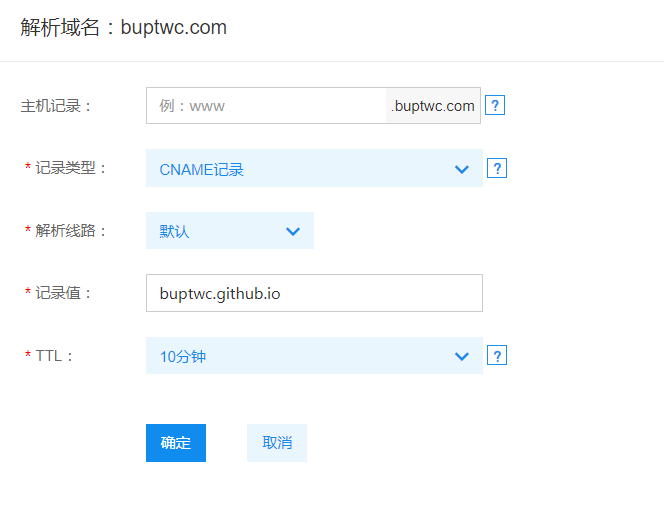 解析域名：buptwc.com
主机记录： 例：www .buptwc.com ?
* 记录类型： CNAME记录 ?
* 解析线路： 默认
* 记录值： buptwc.github.io
* TTL： 10分钟 ?
确定 取消